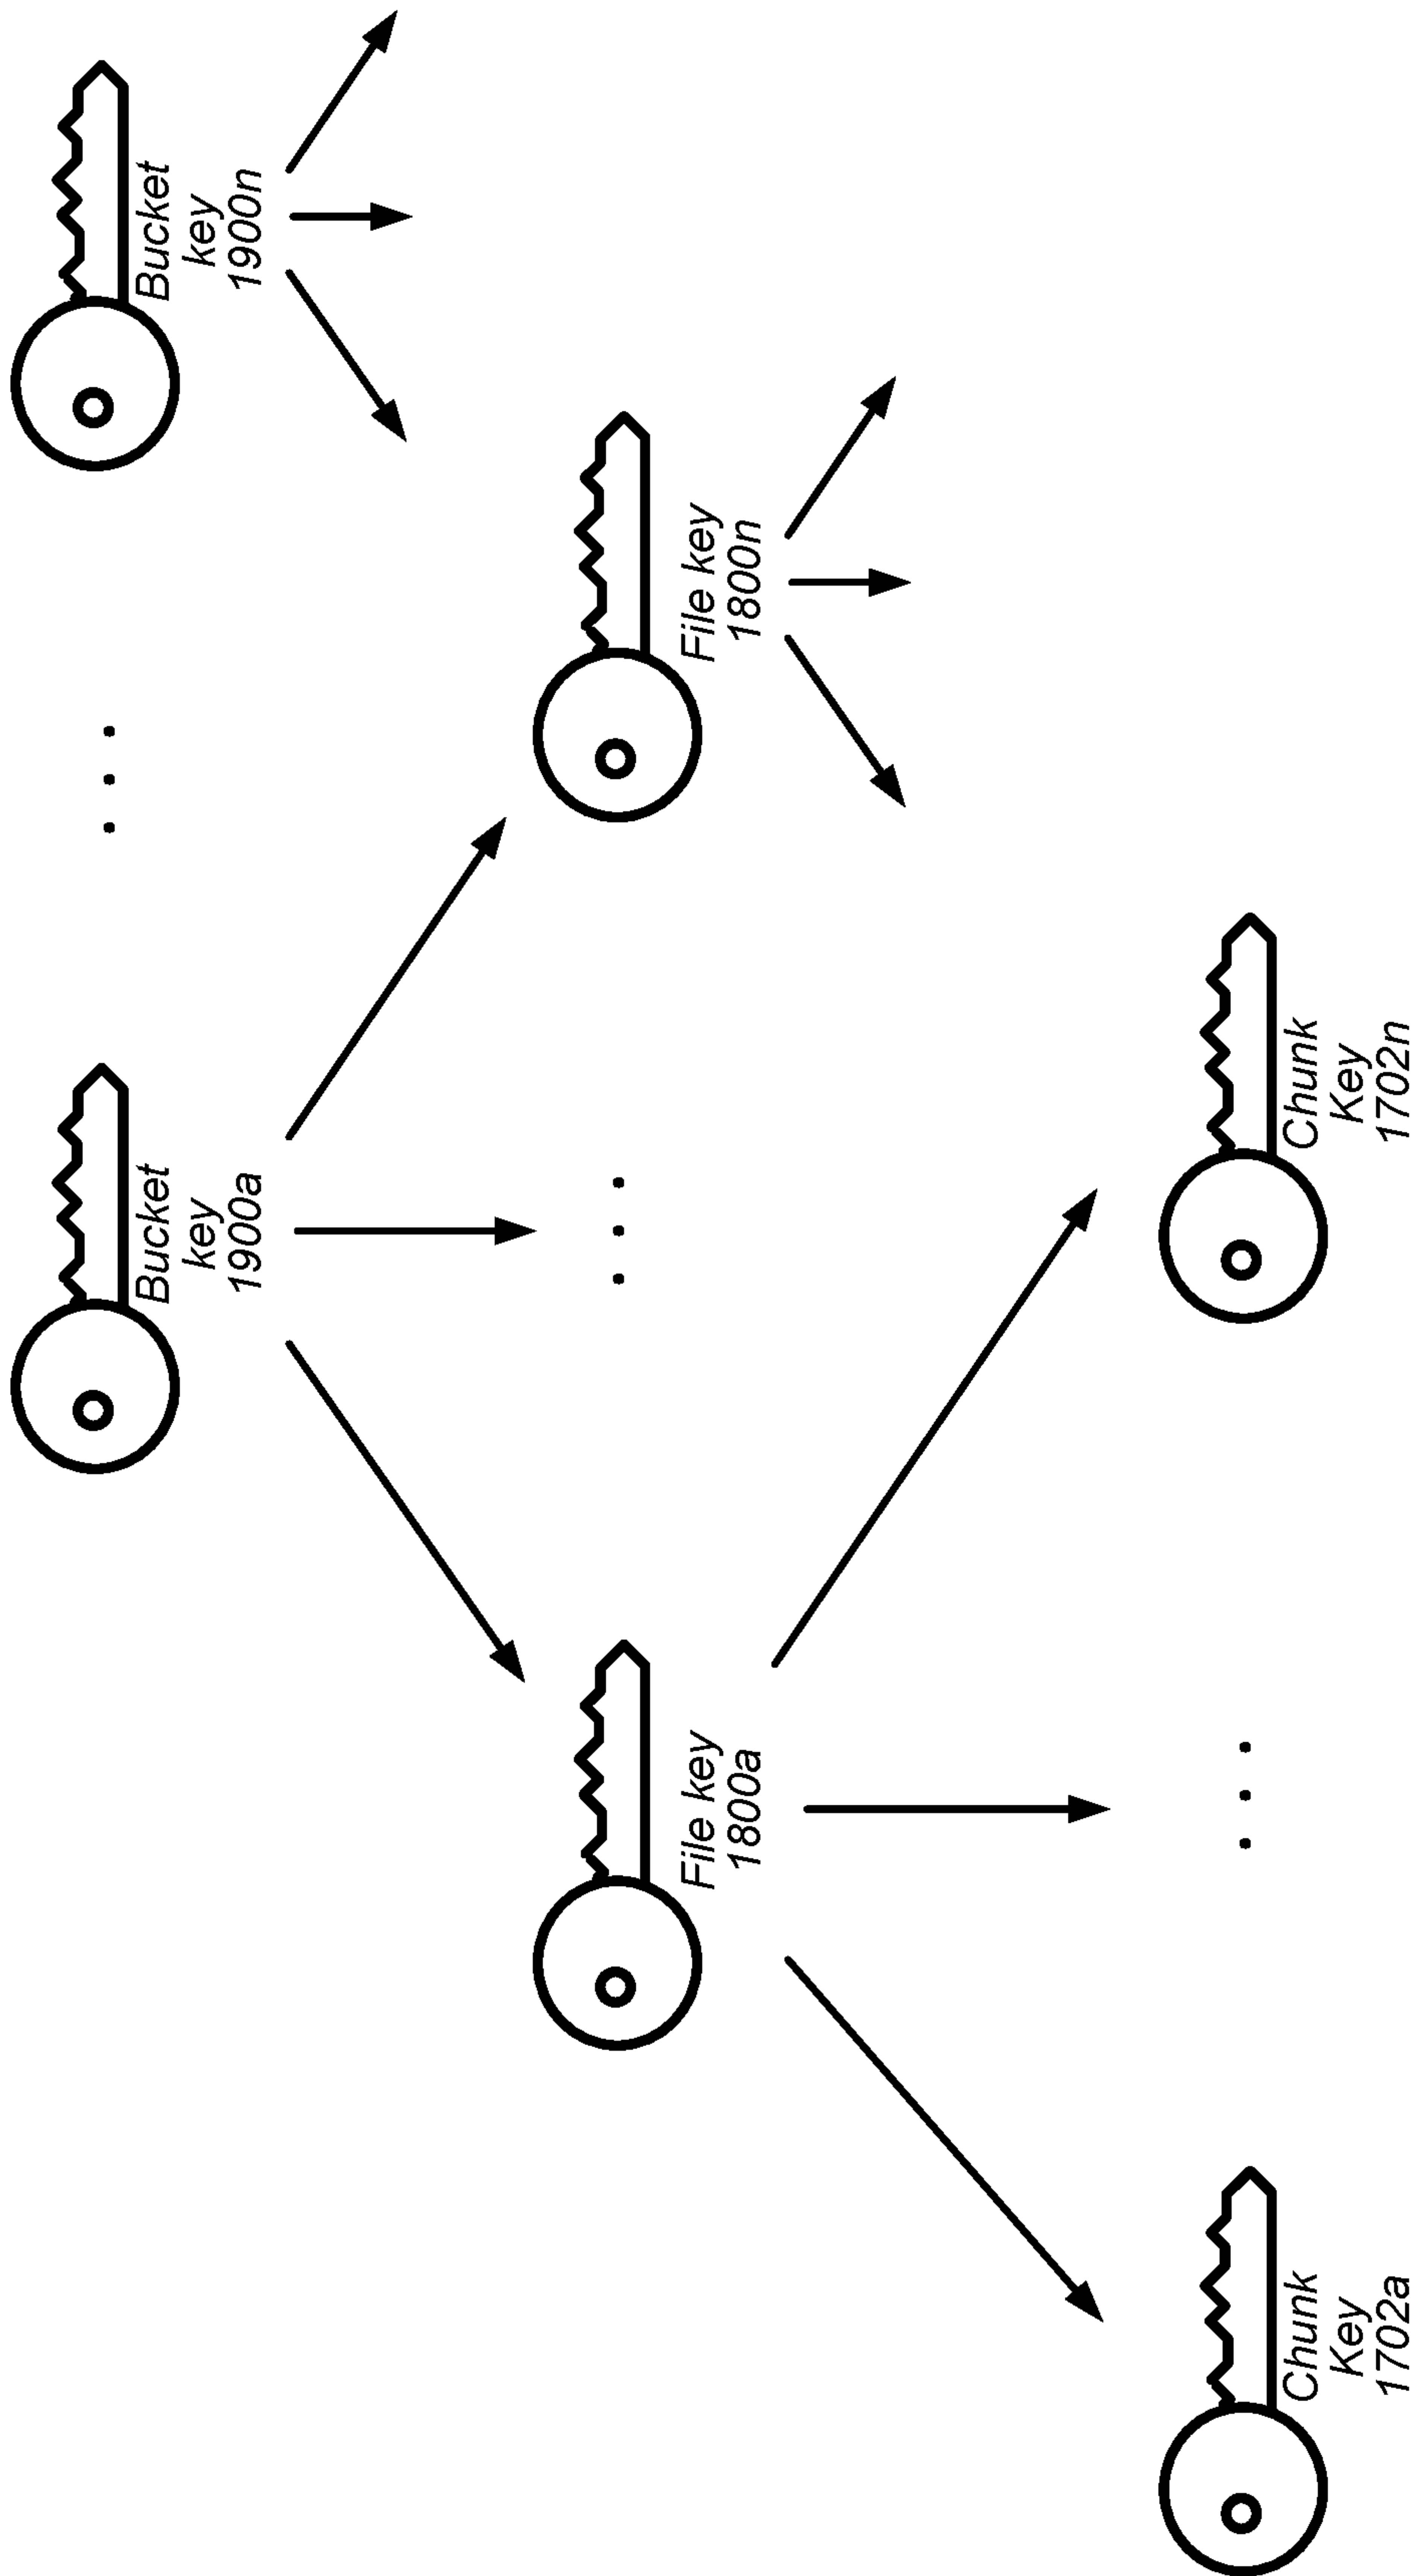 Bucket
key
1900a
. . .
Bucket
key
1900n
File key
1800a
. . .
File key
1800n
Chunk
Key
1702a
. . .
Chunk
Key
1702n